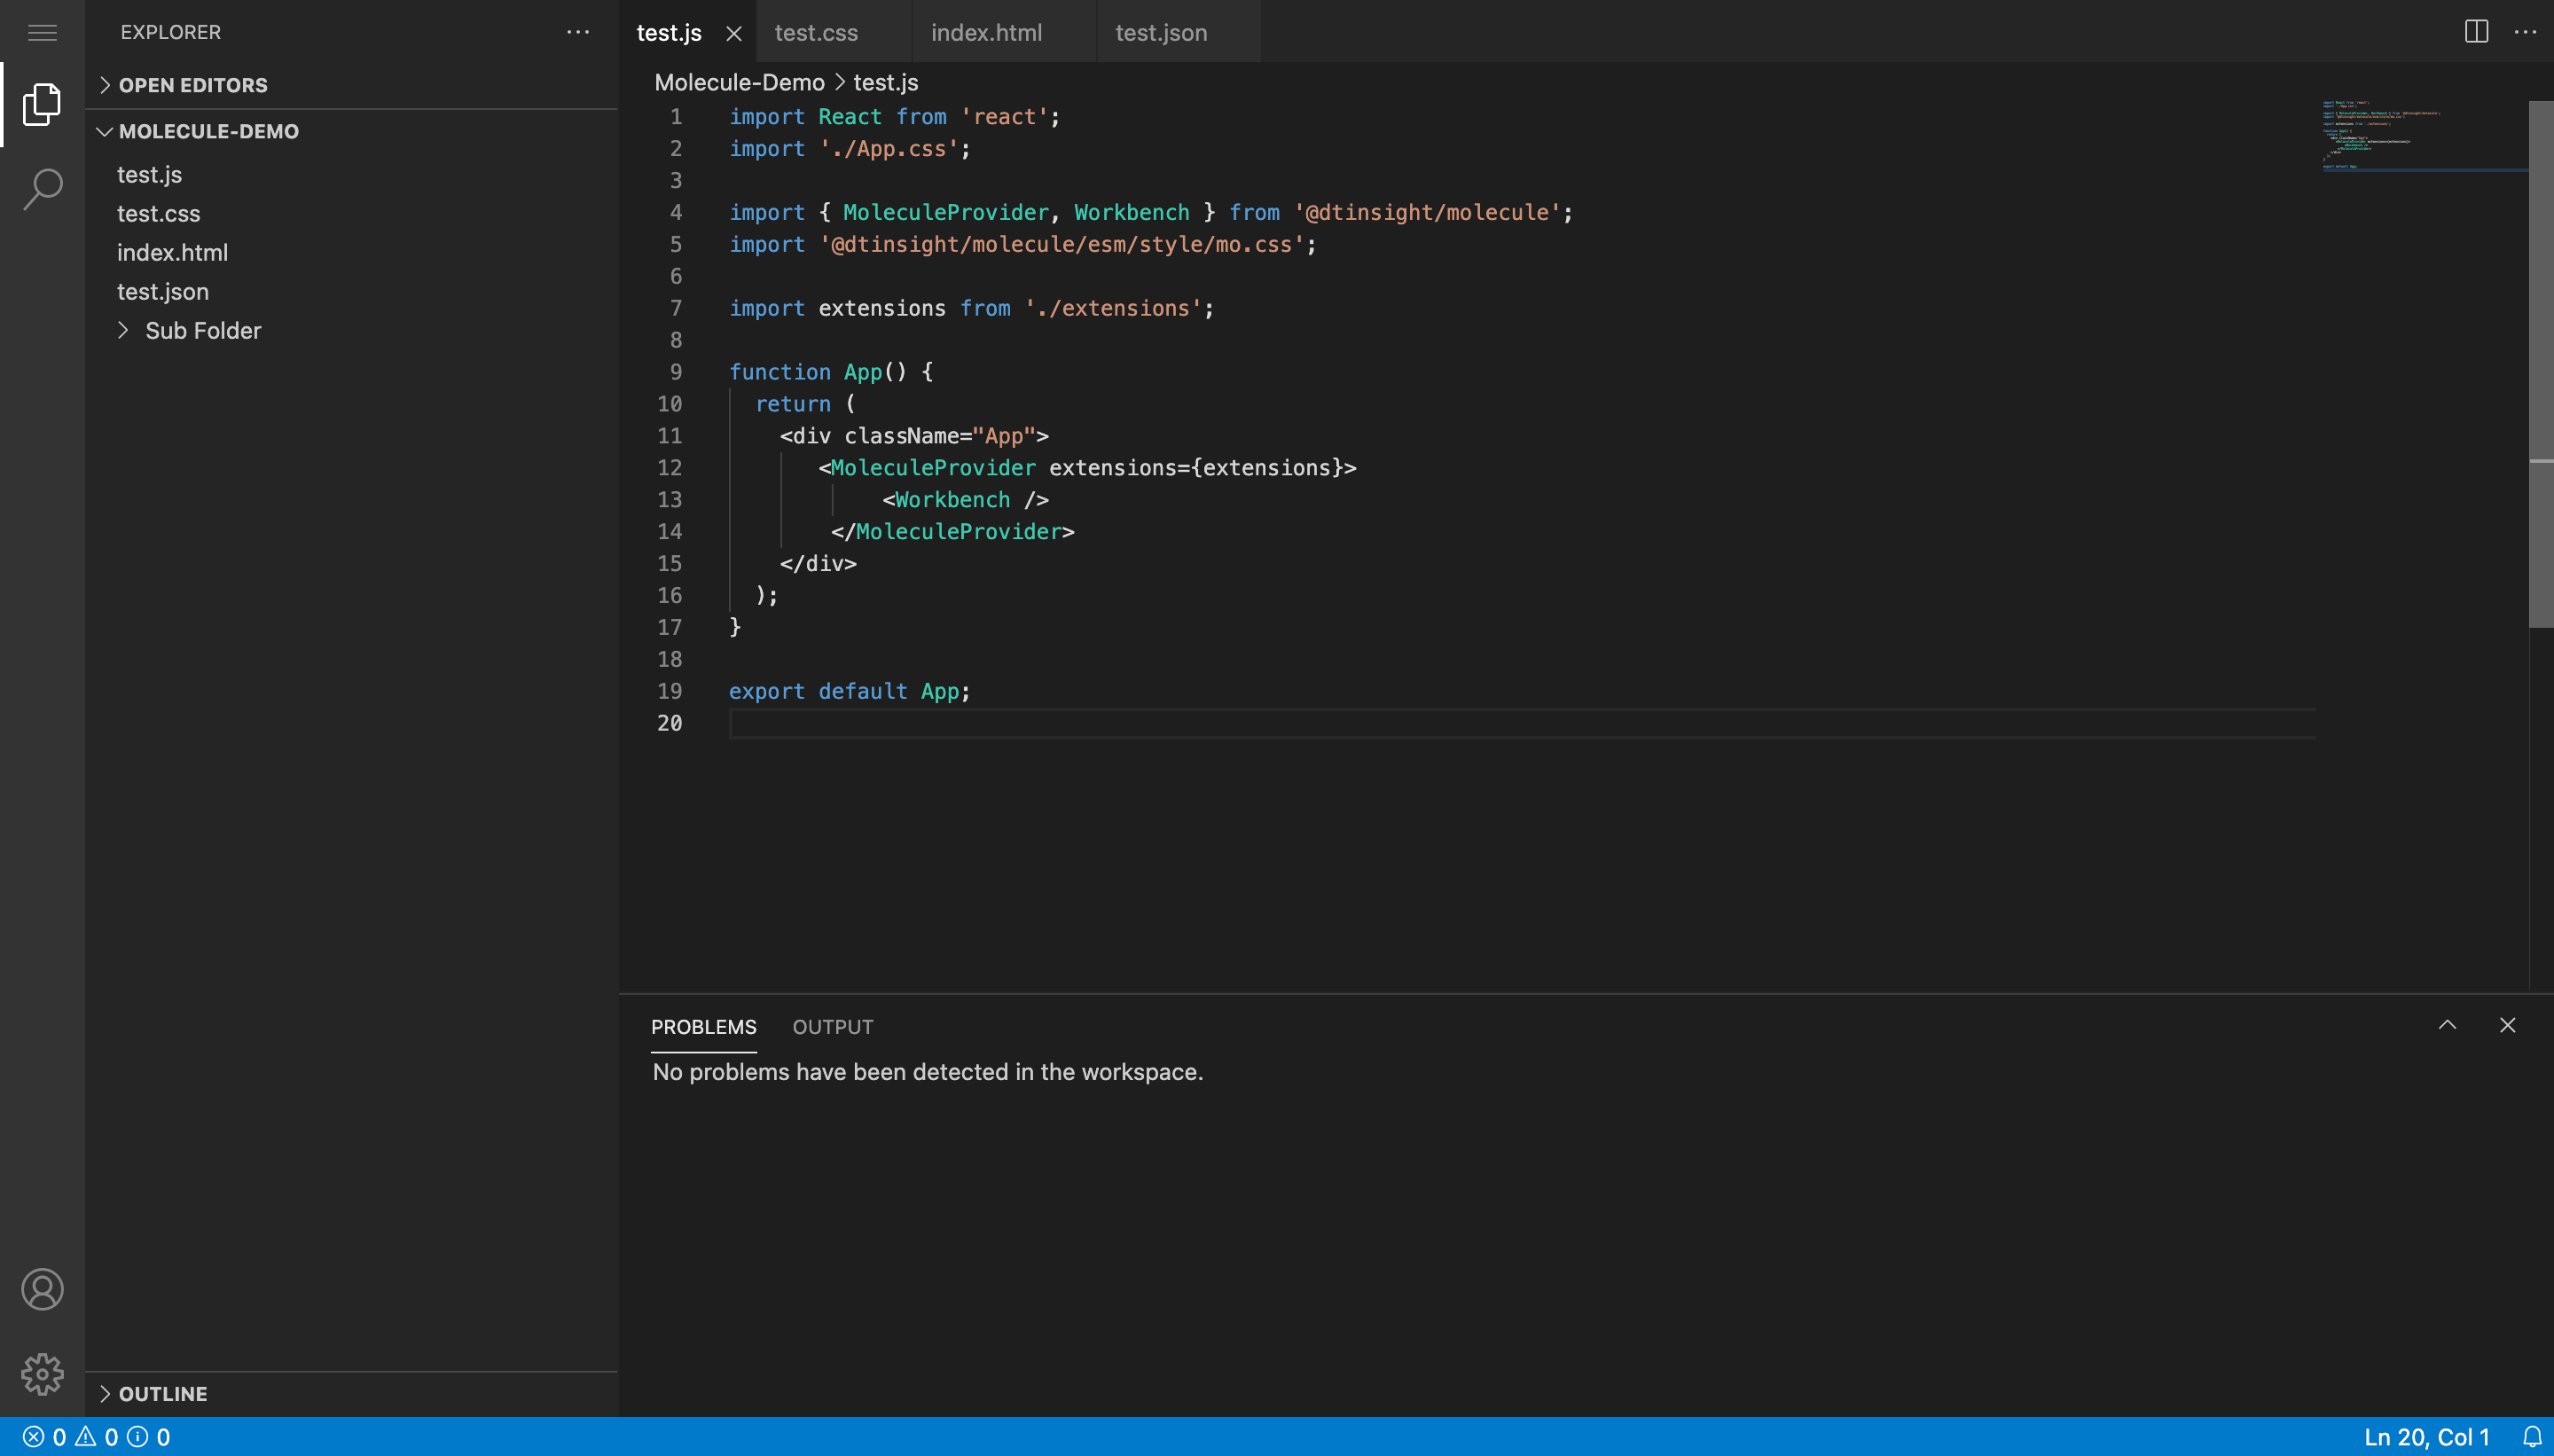 EXPLORER
OPEN EDITORS
MOLECULE-DEMO
test.js
test.css
index.html
test.json
Sub Folder
OUTLINE
test.js test.css index.html test.json
Molecule-Demo > test.js
1 import React from 'react';
2 import './App.css';
3
4 import { MoleculeProvider, Workbench } from '@dtinsight/molecule';
5 import '@dtinsight/molecule/esm/style/mo.css';
6
7 import extensions from './extensions';
8
9 function App() {
10 return (
11 <div className="App">
12 <MoleculeProvider extensions={extensions}>
13 <Workbench />
14 </MoleculeProvider>
15 </div>
16 );
17 }
18
19 export default App;
20
PROBLEMS OUTPUT
No problems have been detected in the workspace.
0 0 0
Ln 20, Col 1